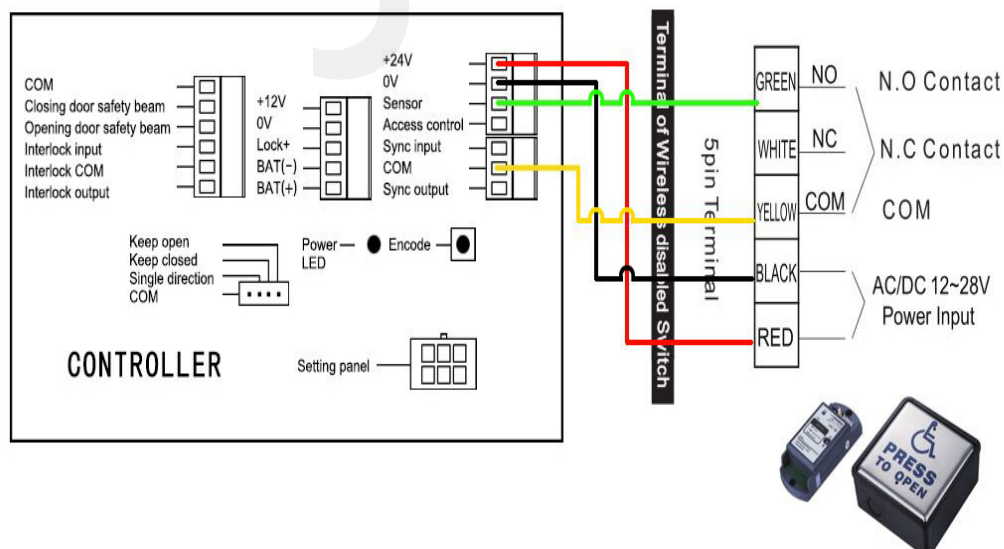 COM
Closing door safety beam
Opening door safety beam
Interlock input
Interlock COM
Interlock output
+12V
0V
Lock+
BAT(−)
BAT(+)
+24V
0V
Sensor
Access control
Sync input
COM
Sync output
Keep open
Keep closed
Single direction
COM
Power
LED
Encode
CONTROLLER
Setting panel
Terminal of Wireless disabled Switch
5pin Terminal
GREEN NO N.O Contact
WHITE NC N.C Contact
YELLOW COM COM
BLACK
RED
AC/DC 12~28V
Power Input
PRESS
TO OPEN